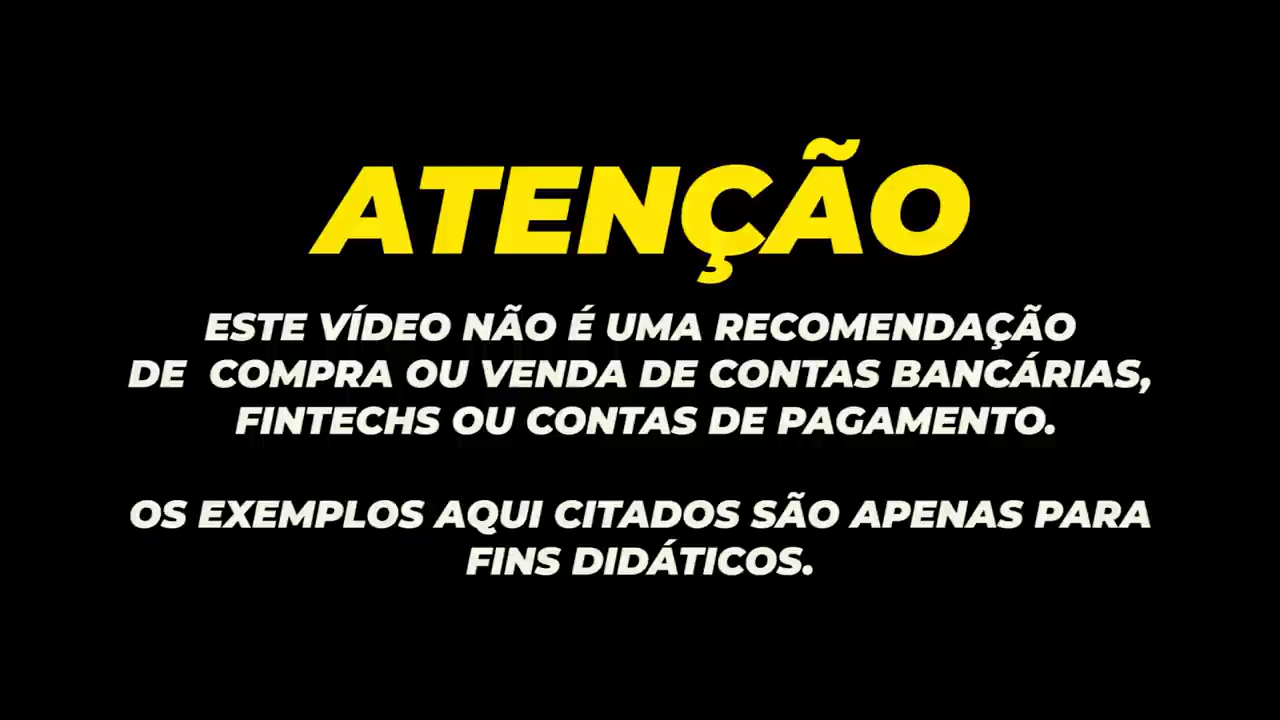 ATENÇÃO
ESTE VÍDEO NÃO É UMA RECOMENDAÇÃO
DE COMPRA OU VENDA DE CONTAS BANCÁRIAS,
FINTECHS OU CONTAS DE PAGAMENTO.
OS EXEMPLOS AQUI CITADOS SÃO APENAS PARA
FINS DIDÁTICOS.